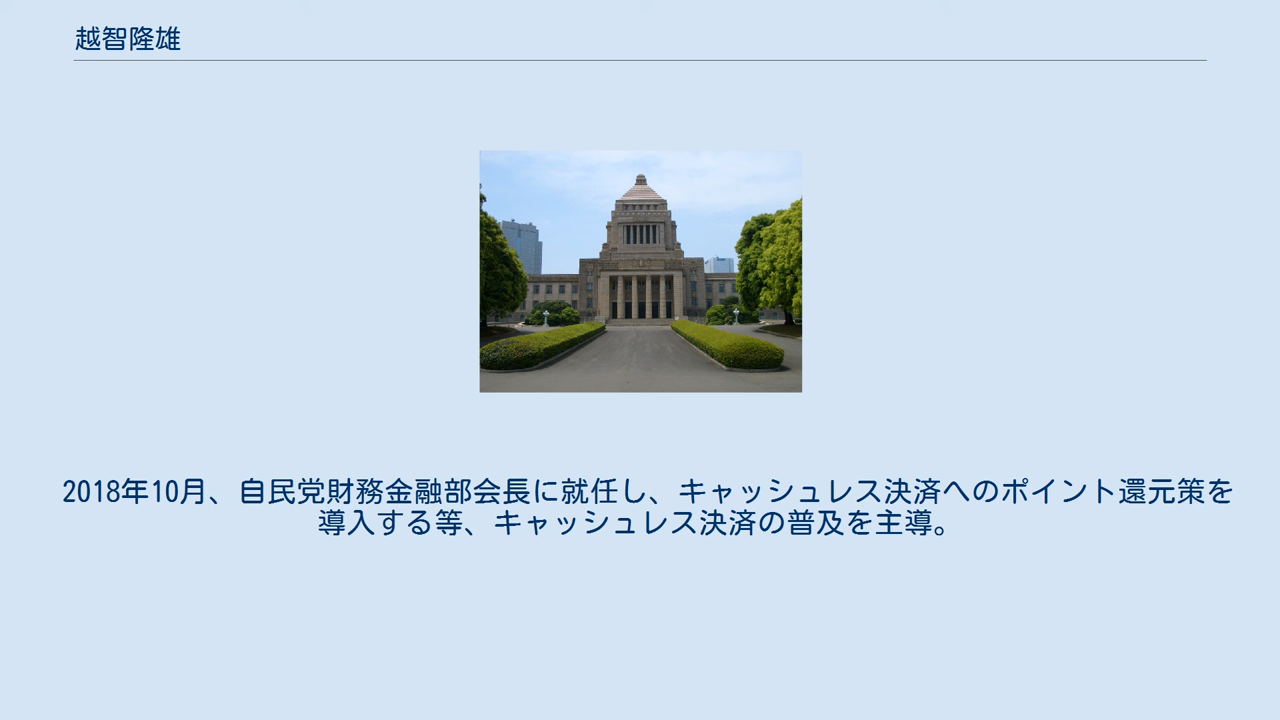 越智隆雄
2018年10月、自民党財務金融部会長に就任し、キャッシュレス決済へのポイント還元策を
導入する等、キャッシュレス決済の普及を主導。